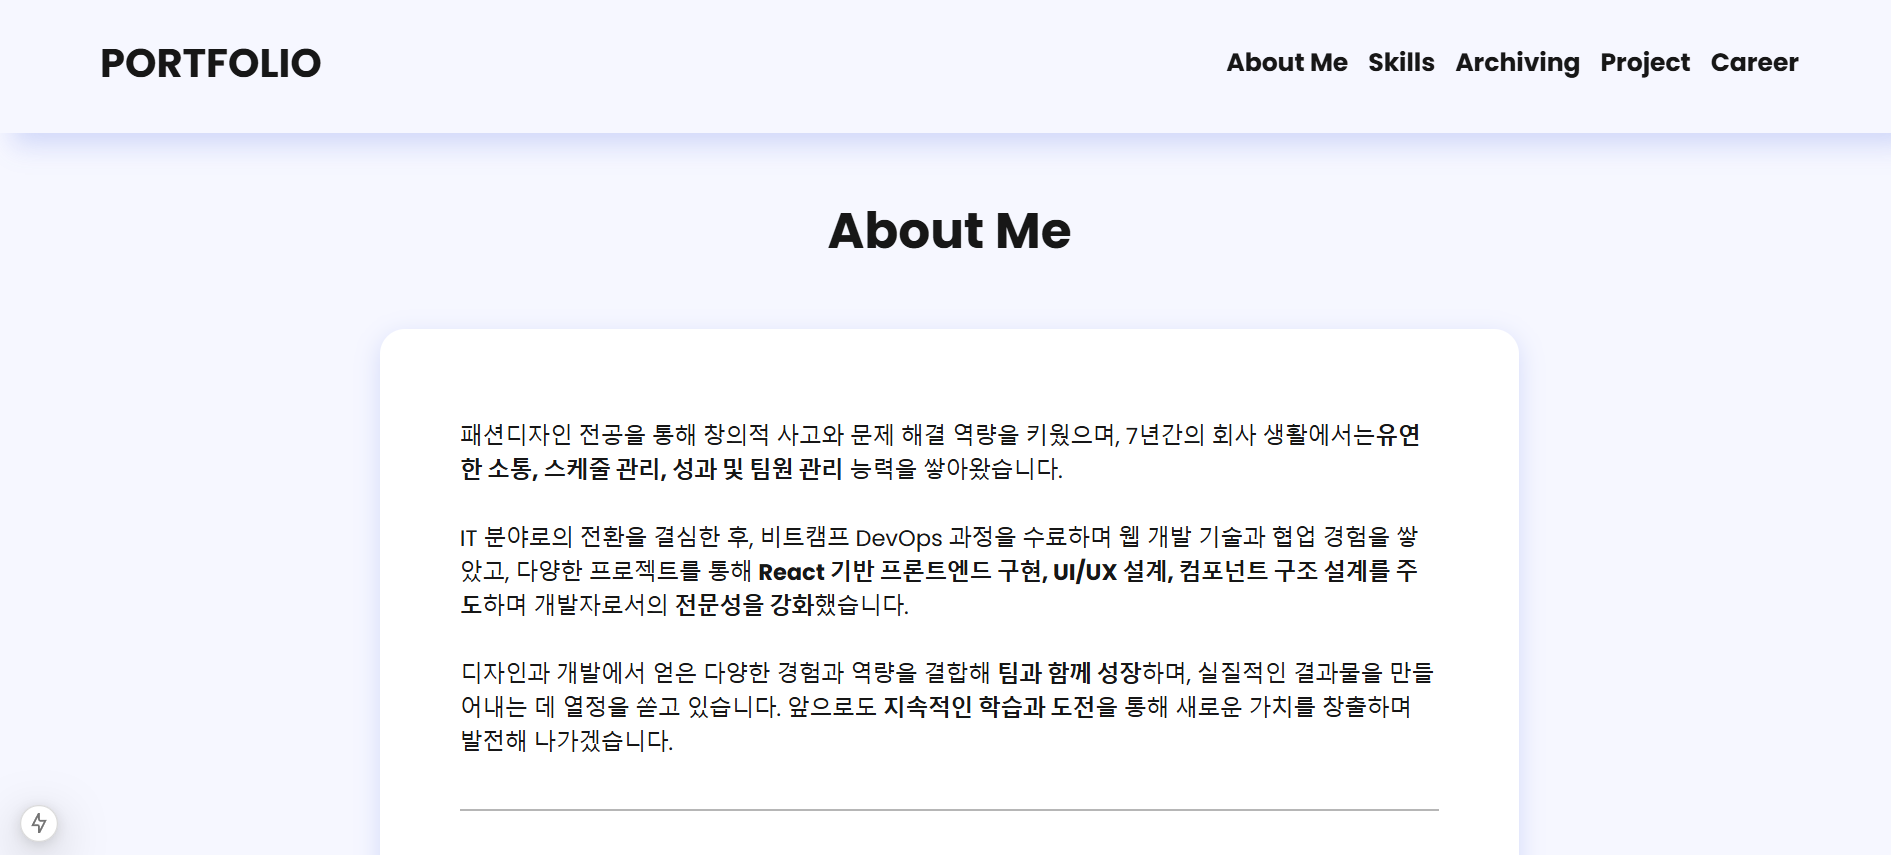 PORTFOLIO
About Me Skills Archiving Project Career
About Me
패션디자인 전공을 통해 창의적 사고와 문제 해결 역량을 키웠으며, 7년간의 회사 생활에서는유연
한 소통, 스케줄 관리, 성과 및 팀원 관리 능력을 쌓아왔습니다.
IT 분야로의 전환을 결심한 후, 비트캠프 DevOps 과정을 수료하며 웹 개발 기술과 협업 경험을 쌓
았고, 다양한 프로젝트를 통해 React 기반 프론트엔드 구현, UI/UX 설계, 컴포넌트 구조 설계를 주
도하며 개발자로서의 전문성을 강화했습니다.
디자인과 개발에서 얻은 다양한 경험과 역량을 결합해 팀과 함께 성장하며, 실질적인 결과물을 만들
어내는 데 열정을 쏟고 있습니다. 앞으로도 지속적인 학습과 도전을 통해 새로운 가치를 창출하며
발전해 나가겠습니다.